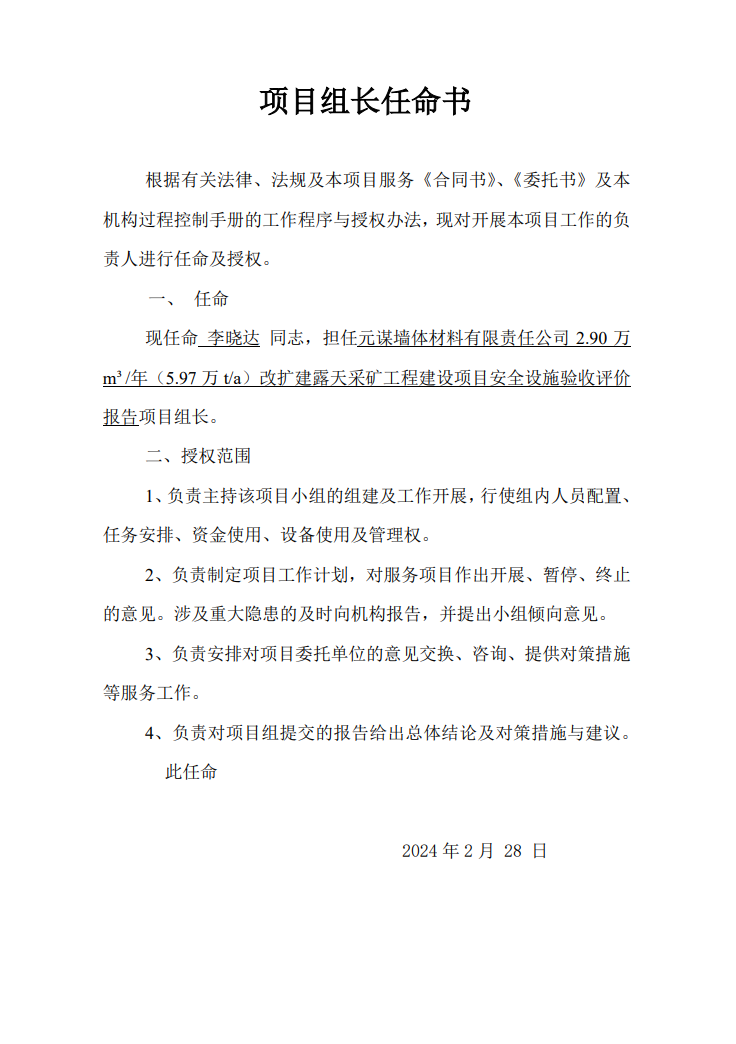 项目组长任命书
根据有关法律、法规及本项目服务《合同书》、《委托书》及本
机构过程控制手册的工作程序与授权办法，现对开展本项目工作的负
责人进行任命及授权。
一、 任命
现任命 李晓达 同志，担任元谋墙体材料有限责任公司 2.90 万
m³/年（5.97 万 t/a）改扩建露天采矿工程建设项目安全设施验收评价
报告项目组长。
二、授权范围
1、负责主持该项目小组的组建及工作开展，行使组内人员配置、
任务安排、资金使用、设备使用及管理权。
2、负责制定项目工作计划，对服务项目作出开展、暂停、终止
的意见。涉及重大隐患的及时向机构报告，并提出小组倾向意见。
3、负责安排对项目委托单位的意见交换、咨询、提供对策措施
等服务工作。
4、负责对项目组提交的报告给出总体结论及对策措施与建议。
此任命
2024 年 2 月 28 日